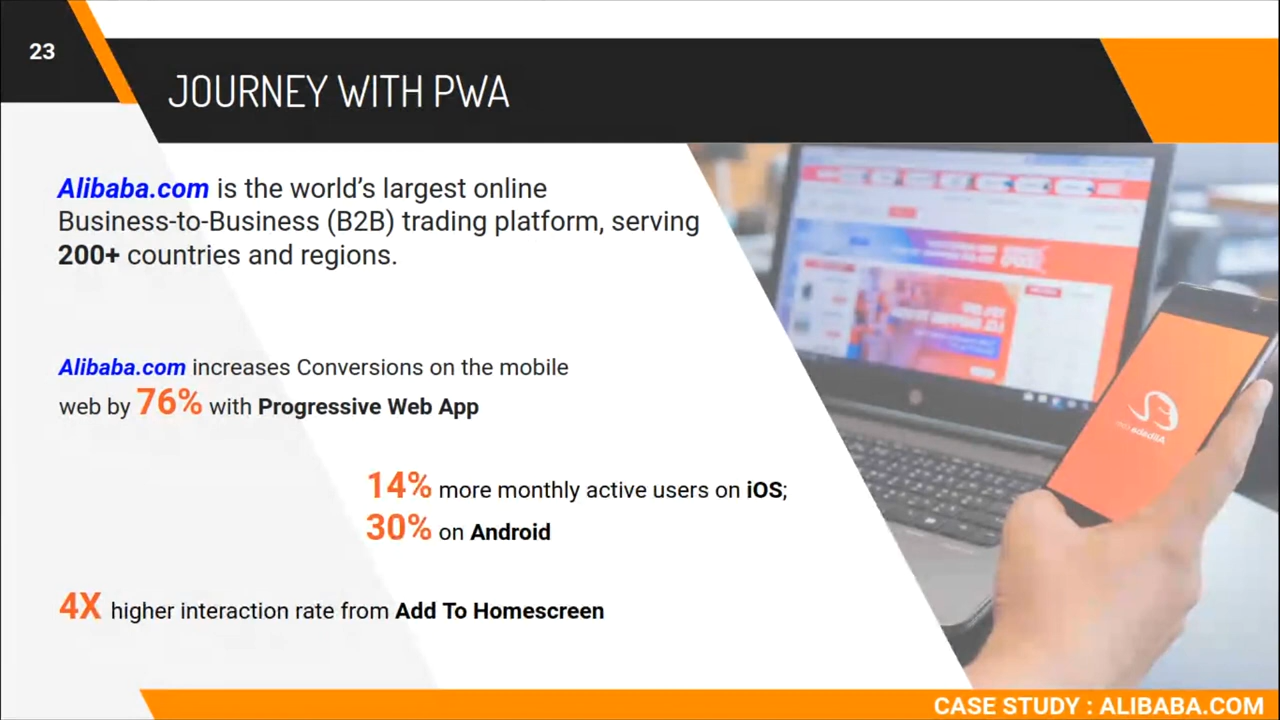 23
JOURNEY WITH PWA
Alibaba.com is the world's largest online
Business-to-Business (B2B) trading platform, serving
200+ countries and regions.
Alibaba.com increases Conversions on the mobile
web by 76% with Progressive Web App
14% more monthly active users on iOS;
30% on Android
4X higher interaction rate from Add To Homescreen
CASE STUDY : ALIBABA.COM